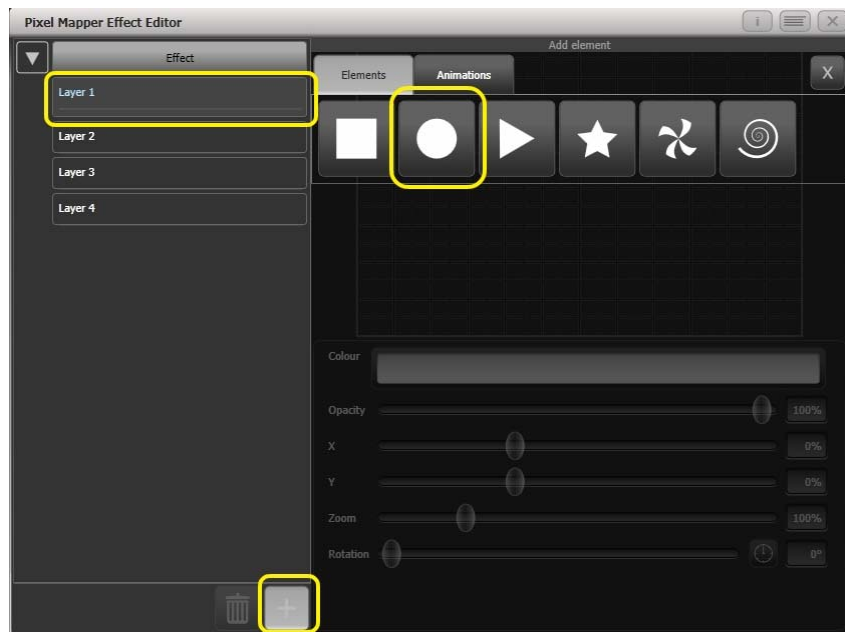 Pixel Mapper Effect Editor
i
X
Effect
Add element
Layer 1
Elements
Animations
X
Layer 2
Layer 3
Layer 4
Colour
Opacity
100%
X
0%
Y
0%
Zoom
100%
Rotation
0°